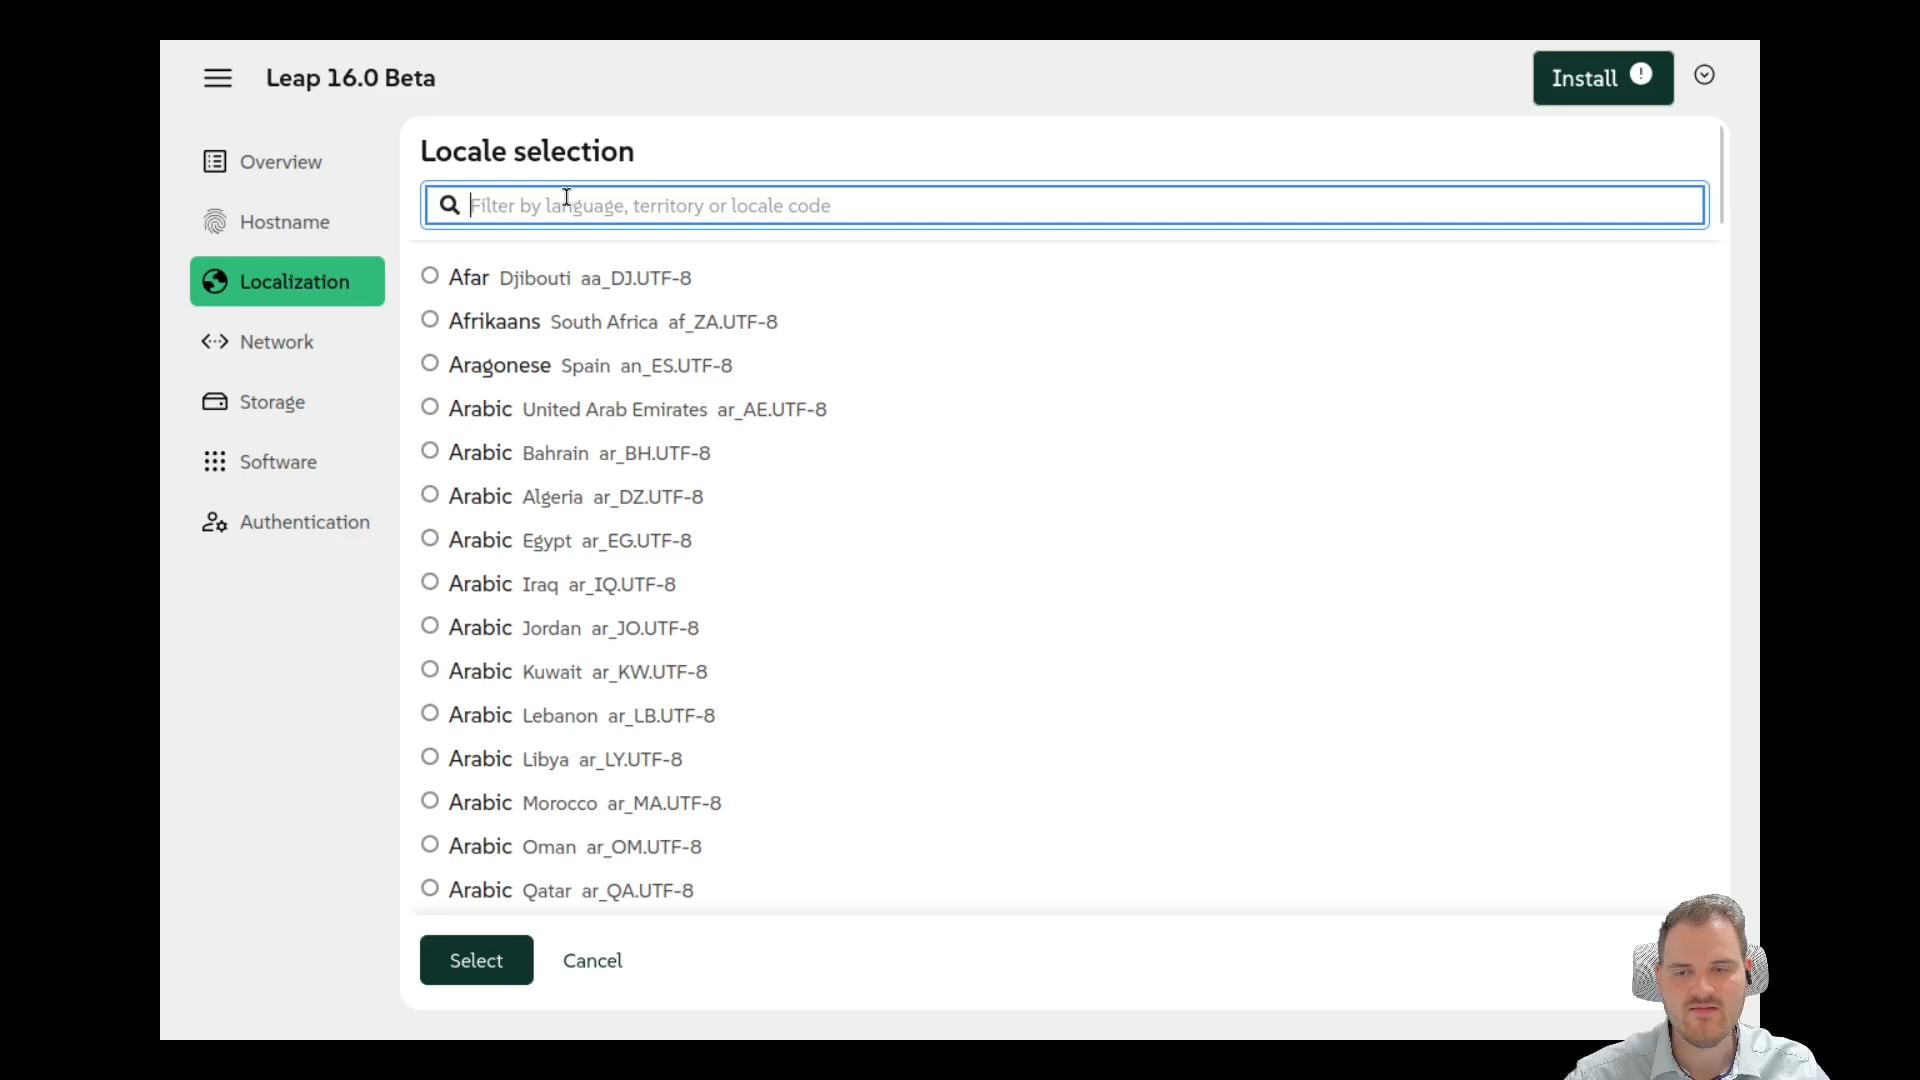 Leap 16.0 Beta
Install !
Overview
Hostname
Localization
Network
Storage
Software
Authentication
Locale selection
Filter by language, territory or locale code
Afar Djibouti aa_DJ.UTF-8
Afrikaans South Africa af_ZA.UTF-8
Aragonese Spain an_ES.UTF-8
Arabic United Arab Emirates ar_AE.UTF-8
Arabic Bahrain ar_BH.UTF-8
Arabic Algeria ar_DZ.UTF-8
Arabic Egypt ar_EG.UTF-8
Arabic Iraq ar_IQ.UTF-8
Arabic Jordan ar_JO.UTF-8
Arabic Kuwait ar_KW.UTF-8
Arabic Lebanon ar_LB.UTF-8
Arabic Libya ar_LY.UTF-8
Arabic Morocco ar_MA.UTF-8
Arabic Oman ar_OM.UTF-8
Arabic Qatar ar_QA.UTF-8
Select Cancel